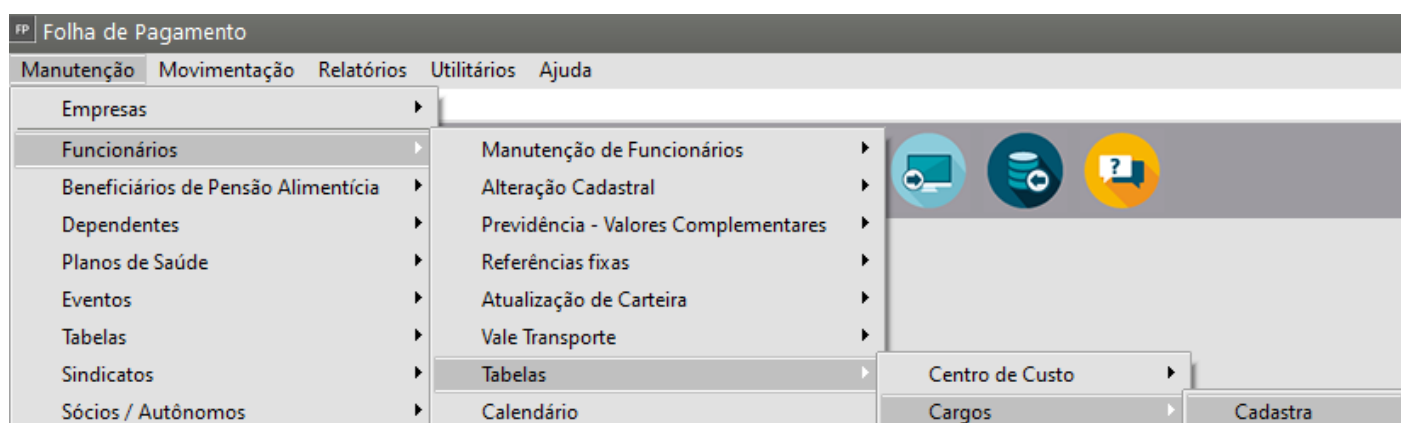 FP Folha de Pagamento
Manutenção Movimentação Relatórios Utilitários Ajuda
Empresas
Funcionários
Beneficiários de Pensão Alimentícia
Dependentes
Planos de Saúde
Eventos
Tabelas
Sindicatos
Sócios / Autônomos
Manutenção de Funcionários
Alteração Cadastral
Previdência - Valores Complementares
Referências fixas
Atualização de Carteira
Vale Transporte
Tabelas
Calendário
Centro de Custo
Cargos
Cadastra
?